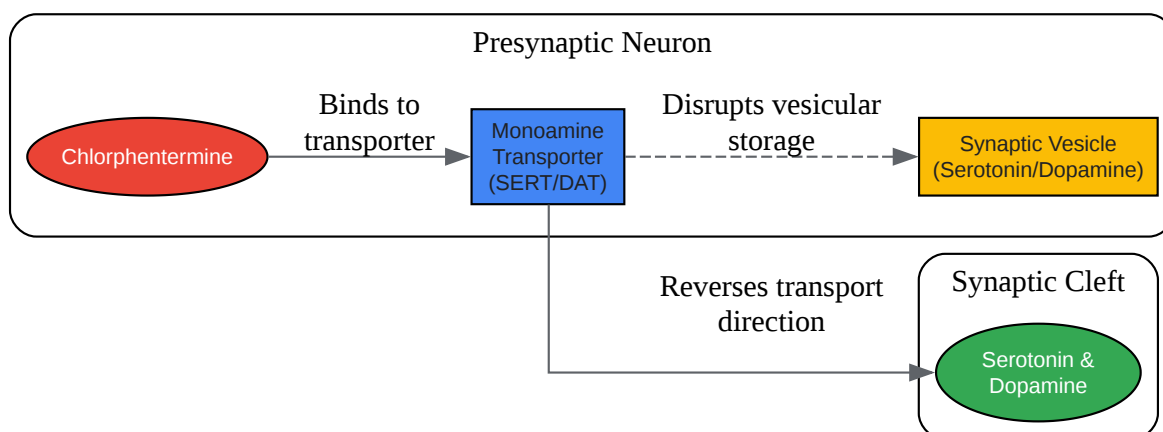 Presynaptic Neuron
Chlorphentermine
Binds to
transporter
Monoamine
Transporter
(SERT/DAT)
Disrupts vesicular
storage
Synaptic Vesicle
(Serotonin/Dopamine)
Reverses transport
direction
Synaptic Cleft
Serotonin &
Dopamine